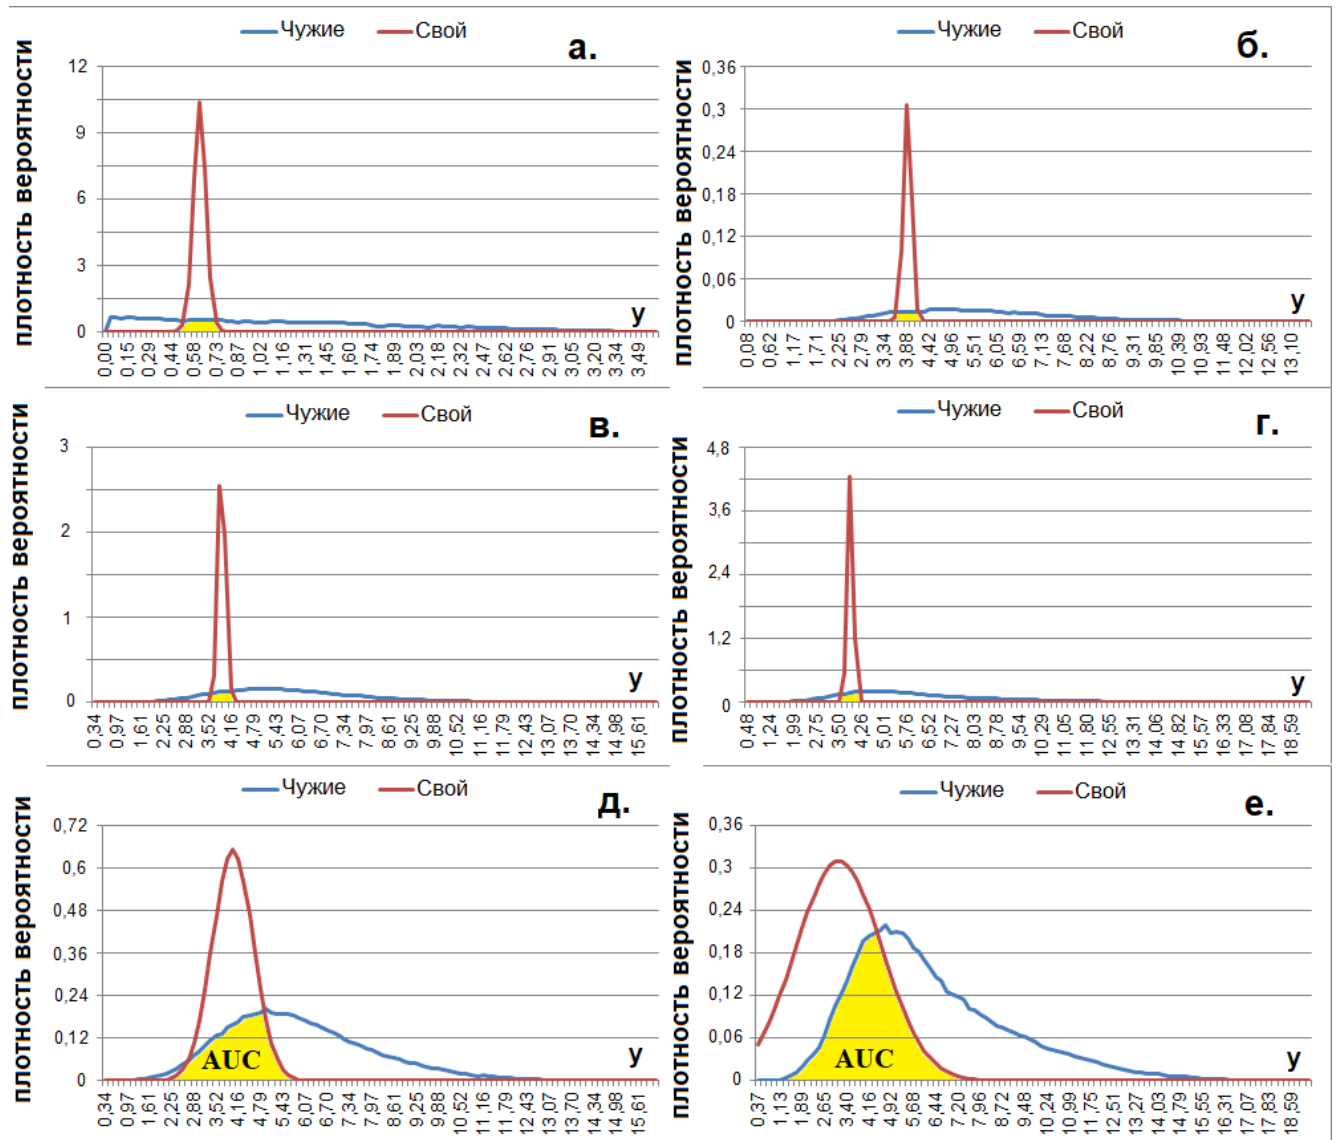 Чужие Свой
а.
плотность вероятности
12
9
6
3
0
y
0,00 0,15 0,29 0,44 0,58 0,73 0,87 1,02 1,16 1,31 1,45 1,60 1,74 1,89 2,03 2,18 2,32 2,47 2,62 2,76 2,91 3,05 3,20 3,34 3,49
Чужие Свой
б.
плотность вероятности
0,36
0,3
0,24
0,18
0,12
0,06
0
y
0,08 0,62 1,17 1,71 2,25 2,79 3,34 3,88 4,42 4,96 5,51 6,05 6,59 7,13 7,68 8,22 8,76 9,31 9,85 10,39 10,93 11,48 12,02 12,56 13,10
Чужие Свой
в.
плотность вероятности
3
2
1
0
y
0,34 0,97 1,61 2,25 2,88 3,52 4,16 4,79 5,43 6,07 6,70 7,34 7,97 8,61 9,25 9,88 10,52 11,16 11,79 12,43 13,07 13,70 14,34 14,98 15,61
Чужие Свой
г.
плотность вероятности
4,8
3,6
2,4
1,2
0
y
0,48 1,24 1,99 2,75 3,50 4,26 5,01 5,76 6,52 7,27 8,03 8,78 9,54 10,29 11,05 11,80 12,55 13,31 14,06 14,82 15,57 16,33 17,08 17,84 18,59
Чужие Свой
д.
плотность вероятности
0,72
0,6
0,48
0,36
0,24
0,12
0
AUC
y
0,34 0,97 1,61 2,25 2,88 3,52 4,16 4,79 5,43 6,07 6,70 7,34 7,97 8,61 9,25 9,88 10,52 11,16 11,79 12,43 13,07 13,70 14,34 14,98 15,61
Чужие Свой
е.
плотность вероятности
0,36
0,3
0,24
0,18
0,12
0,06
0
AUC
y
0,37 1,13 1,89 2,65 3,40 4,16 4,92 5,68 6,44 7,20 7,96 8,72 9,48 10,24 10,99 11,75 12,51 13,27 14,03 14,79 15,55 16,31 17,07 17,83 18,59